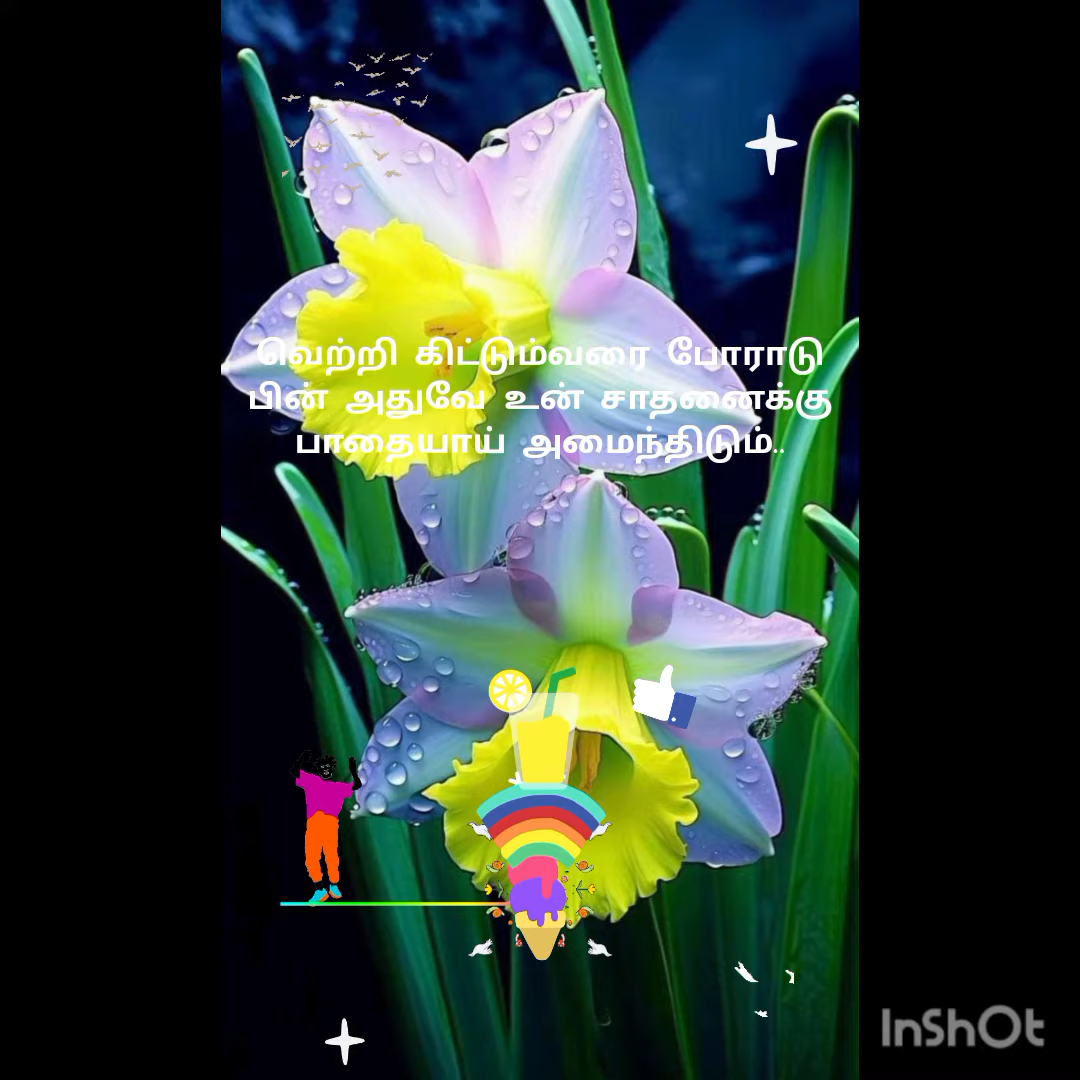 வெற்றி கிட்டும்வரை போராடு
பின் அதுவே உன் சாதனைக்கு
பாதையாய் அமைந்திடும்..
InShOt